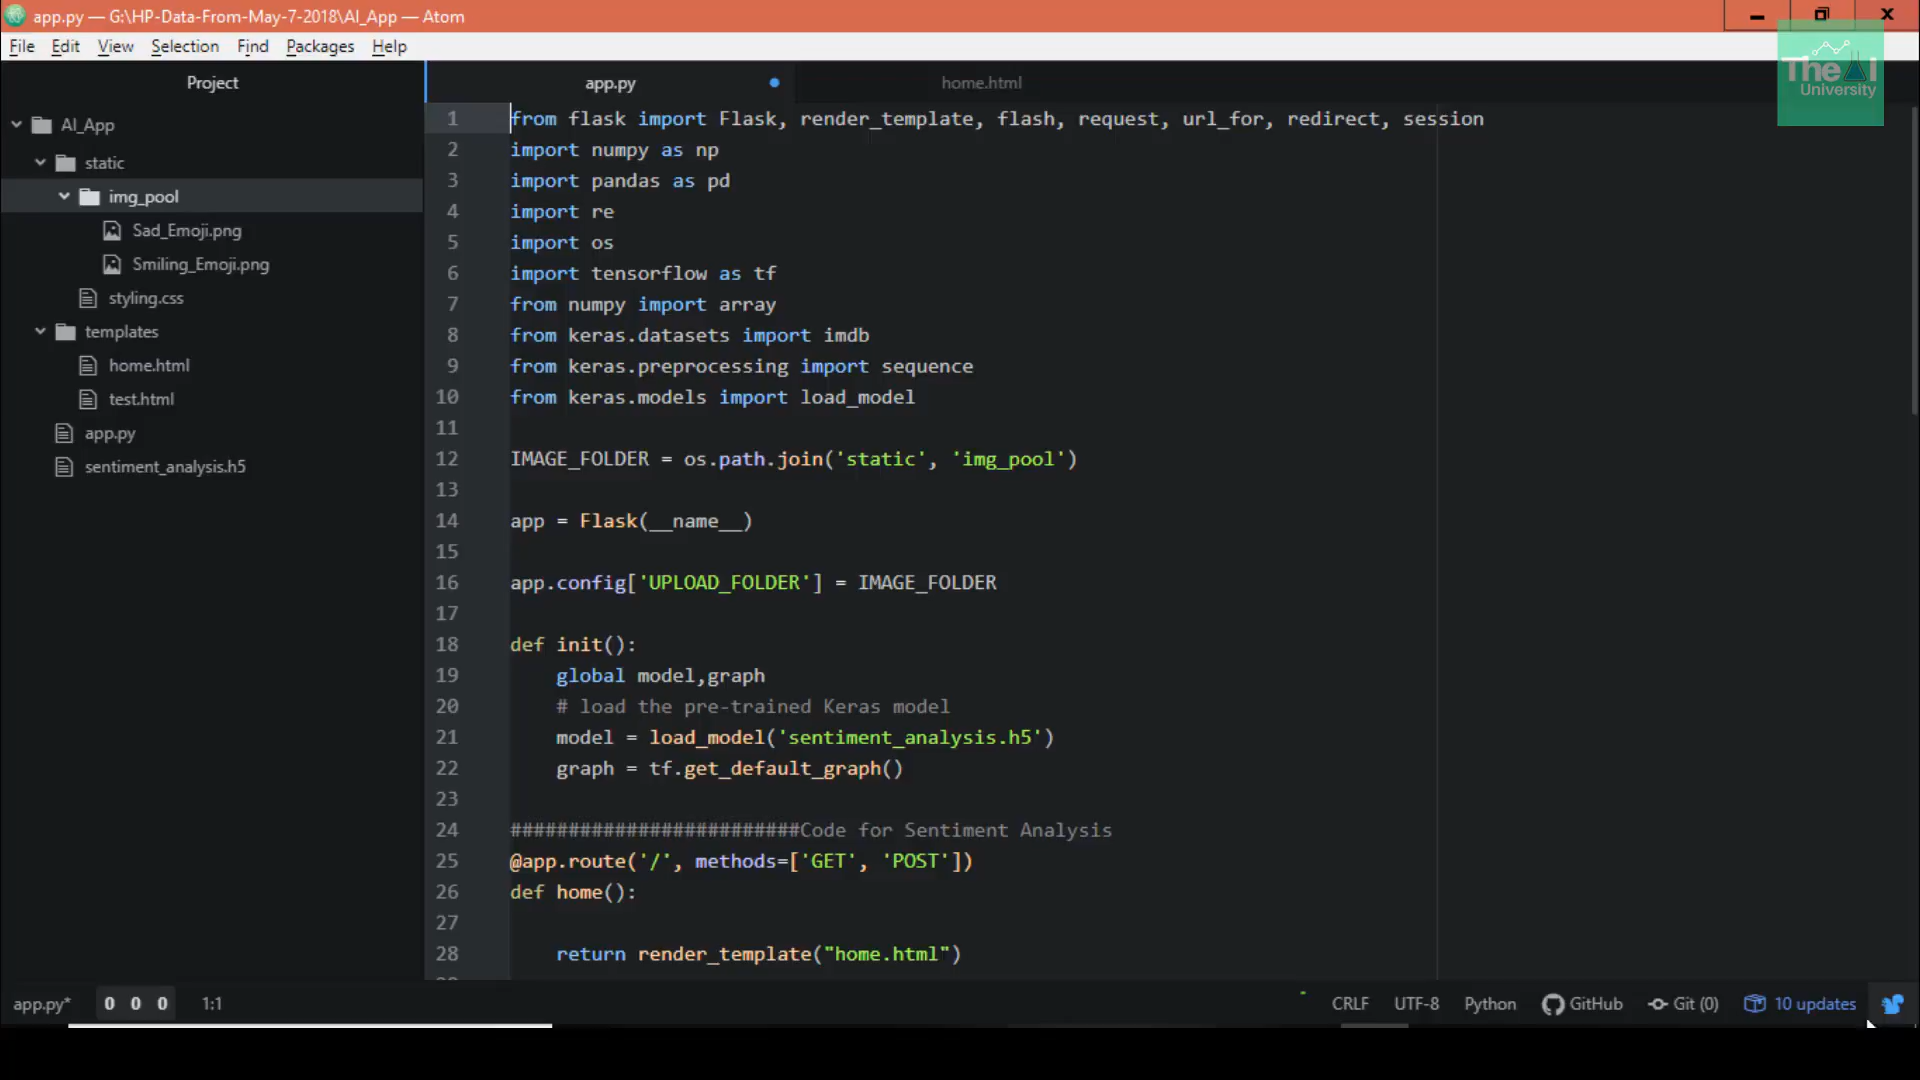 app.py — G:\HP-Data-From-May-7-2018\AI_App — Atom
File Edit View Selection Find Packages Help
The AI
University
Project
AI_App
static
img_pool
Sad_Emoji.png
Smiling_Emoji.png
styling.css
templates
home.html
test.html
app.py
sentiment_analysis.h5
app.py home.html
1 from flask import Flask, render_template, flash, request, url_for, redirect, session
2 import numpy as np
3 import pandas as pd
4 import re
5 import os
6 import tensorflow as tf
7 from numpy import array
8 from keras.datasets import imdb
9 from keras.preprocessing import sequence
10 from keras.models import load_model
11
12 IMAGE_FOLDER = os.path.join('static', 'img_pool')
13
14 app = Flask(__name__)
15
16 app.config['UPLOAD_FOLDER'] = IMAGE_FOLDER
17
18 def init():
19     global model,graph
20     # load the pre-trained Keras model
21     model = load_model('sentiment_analysis.h5')
22     graph = tf.get_default_graph()
23
24 #########################Code for Sentiment Analysis
25 @app.route('/', methods=['GET', 'POST'])
26 def home():
27
28     return render_template("home.html")
app.py* 0 0 0 1:1 CRLF UTF-8 Python GitHub Git (0) 10 updates